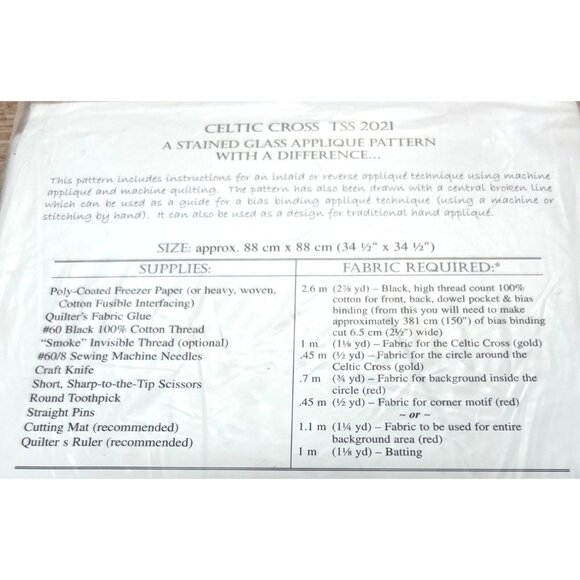 CELTIC CROSS TSS 2021
A STAINED GLASS APPLIQUÉ PATTERN
WITH A DIFFERENCE...
This pattern includes instructions for an inlaid or reverse appliqué technique using machine
appliqué and machine quilting. The pattern has also been drawn with a central broken line
which can be used as a guide for a bias binding appliqué technique (using a machine or
stitching by hand). It can also be used as a design for traditional hand appliqué.
SIZE: approx. 88 cm x 88 cm (34 ½" x 34 ½")
SUPPLIES:
Poly-Coated Freezer Paper (or heavy, woven,
Cotton Fusible Interfacing)
Quilter's Fabric Glue
#60 Black 100% Cotton Thread
"Smoke" Invisible Thread (optional)
#60/8 Sewing Machine Needles
Craft Knife
Short, Sharp-to-the-Tip Scissors
Round Toothpick
Straight Pins
Cutting Mat (recommended)
Quilter s Ruler (recommended)
FABRIC REQUIRED:*
2.6 m (2⅞ yd) – Black, high thread count 100%
cotton for front, back, dowel pocket & bias
binding (from this you will need to make
approximately 381 cm (150") of bias binding
cut 6.5 cm (2½") wide)
1 m (1⅛ yd) – Fabric for the Celtic Cross (gold)
.45 m (½ yd) – Fabric for the circle around the
Celtic Cross (gold)
.7 m (¾ yd) – Fabric for background inside the
circle (red)
.45 m (½ yd) – Fabric for corner motif (red)
~ or ~
1.1 m (1¼ yd) – Fabric to be used for entire
background area (red)
1 m (1⅛ yd) – Batting